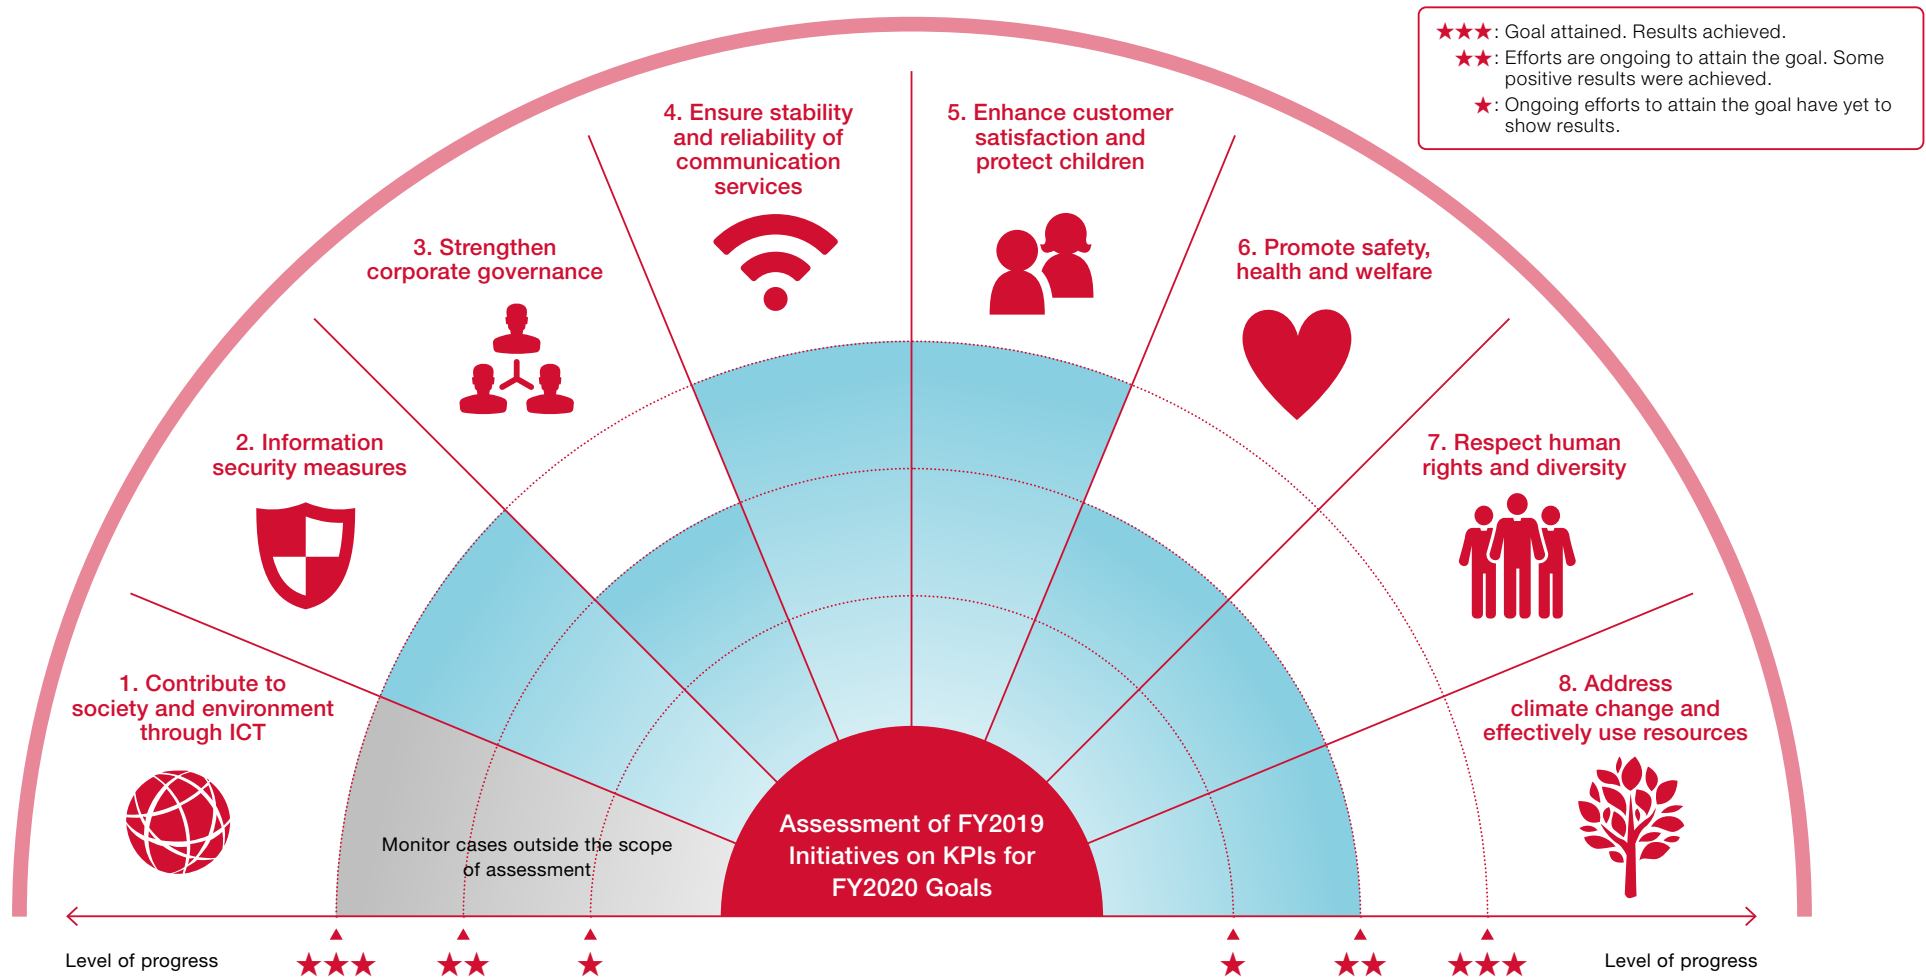 ★★★: Goal attained. Results achieved.
★★: Efforts are ongoing to attain the goal. Some
positive results were achieved.
★: Ongoing efforts to attain the goal have yet to
show results.
4. Ensure stability
and reliability of
communication
services
5. Enhance customer
satisfaction and
protect children
3. Strengthen
corporate governance
6. Promote safety,
health and welfare
2. Information
security measures
7. Respect human
rights and diversity
1. Contribute to
society and environment
through ICT
8. Address
climate change and
effectively use resources
Monitor cases outside the scope
of assessment
Assessment of FY2019
Initiatives on KPIs for
FY2020 Goals
Level of progress
★★★
★★
★
★
★★
★★★
Level of progress